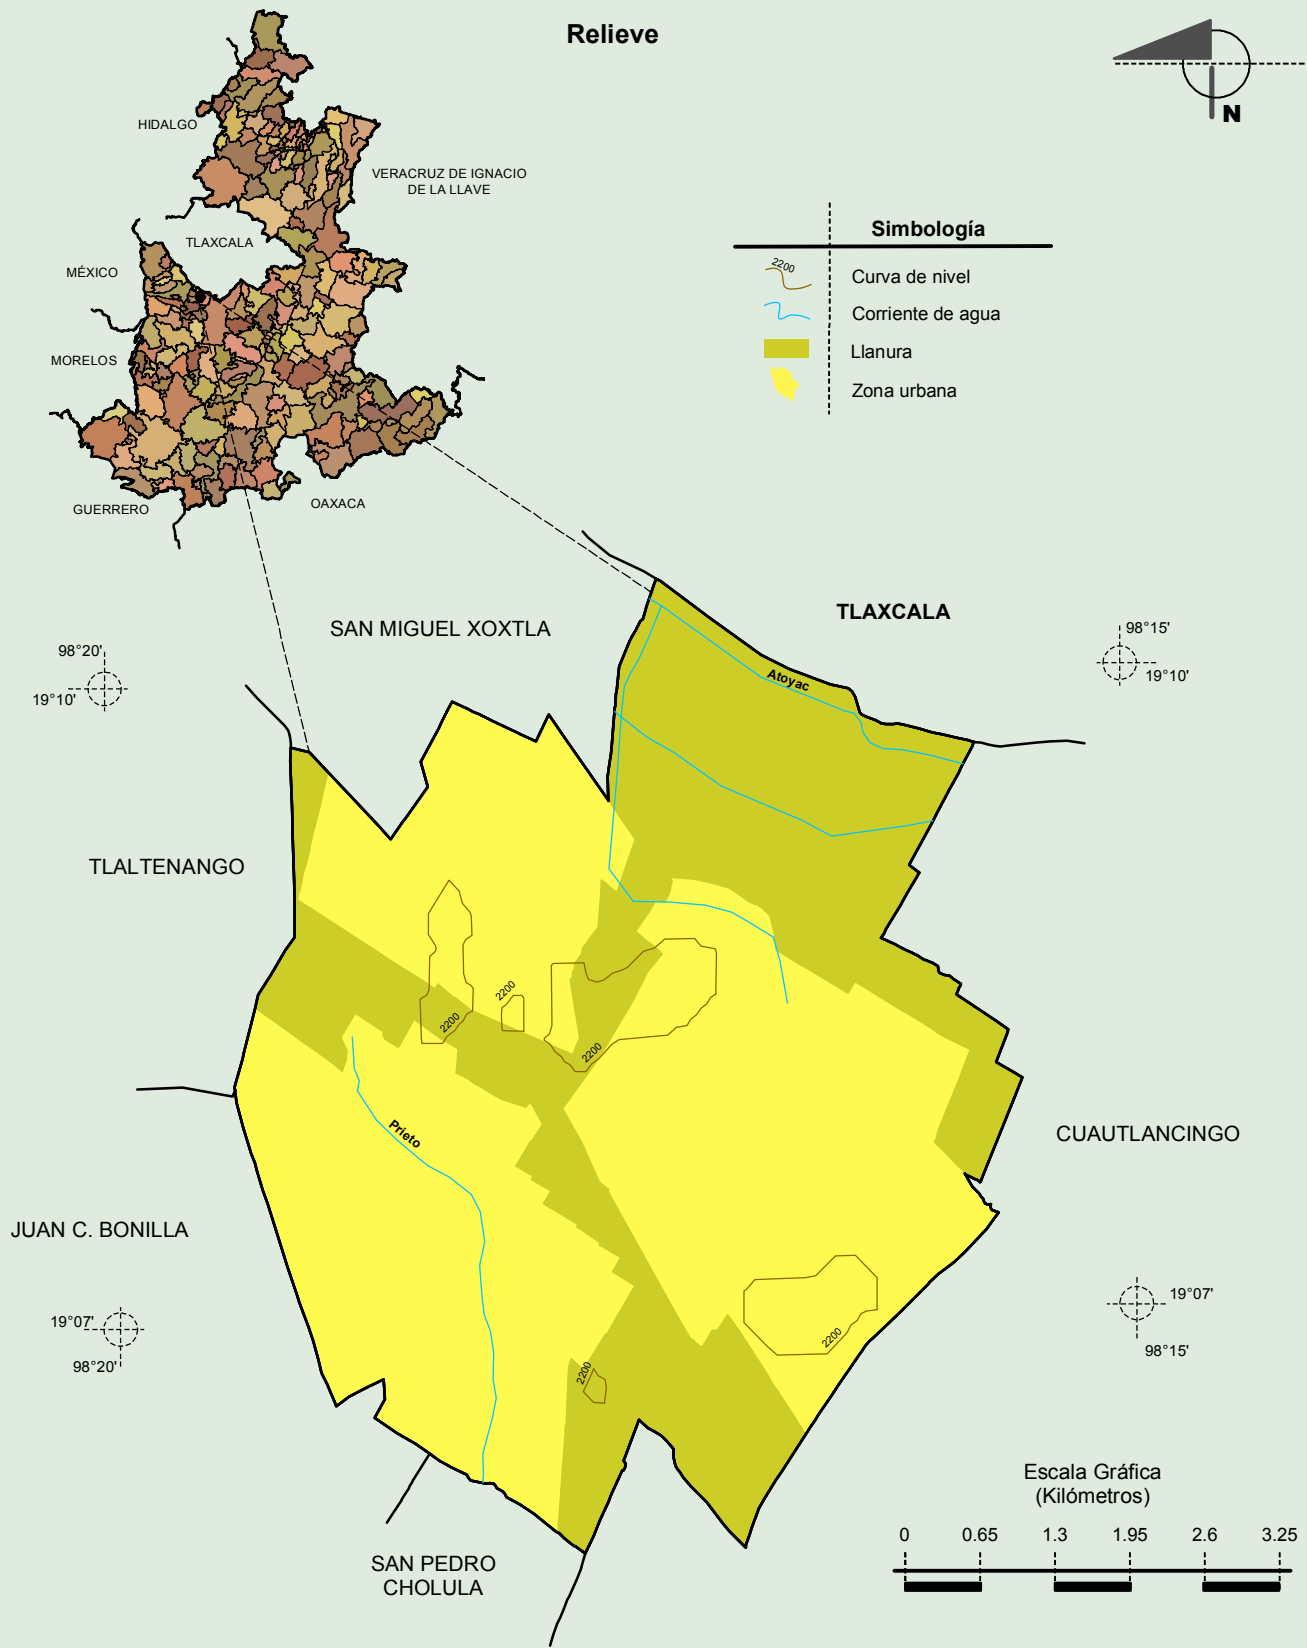 Relieve
N
HIDALGO
VERACRUZ DE IGNACIO
DE LA LLAVE
TLAXCALA
MÉXICO
MORELOS
GUERRERO
OAXACA
Simbología
2200
Curva de nivel
Corriente de agua
Llanura
Zona urbana
SAN MIGUEL XOXTLA
TLAXCALA
98°20'
19°10'
98°15'
19°10'
Atoyac
TLALTENANGO
2200
2200
2200
Prieto
CUAUTLANCINGO
JUAN C. BONILLA
19°07'
98°20'
19°07'
98°15'
2200
2200
SAN PEDRO
CHOLULA
Escala Gráfica
(Kilómetros)
0 0.65 1.3 1.95 2.6 3.25